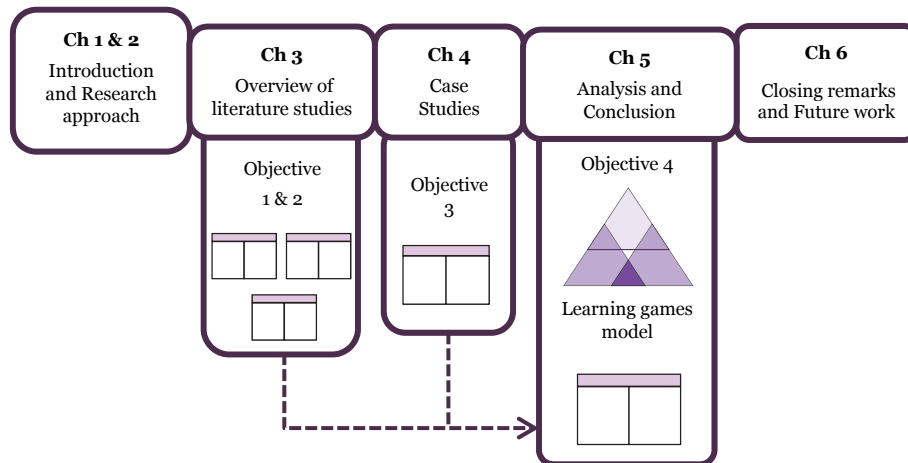 Ch 1 & 2
Introduction
and Research
approach
Ch 3
Overview of
literature studies
Objective
1 & 2
Ch 4
Case
Studies
Objective
3
Ch 5
Analysis and
Conclusion
Objective 4
Learning games
model
Ch 6
Closing remarks
and Future work